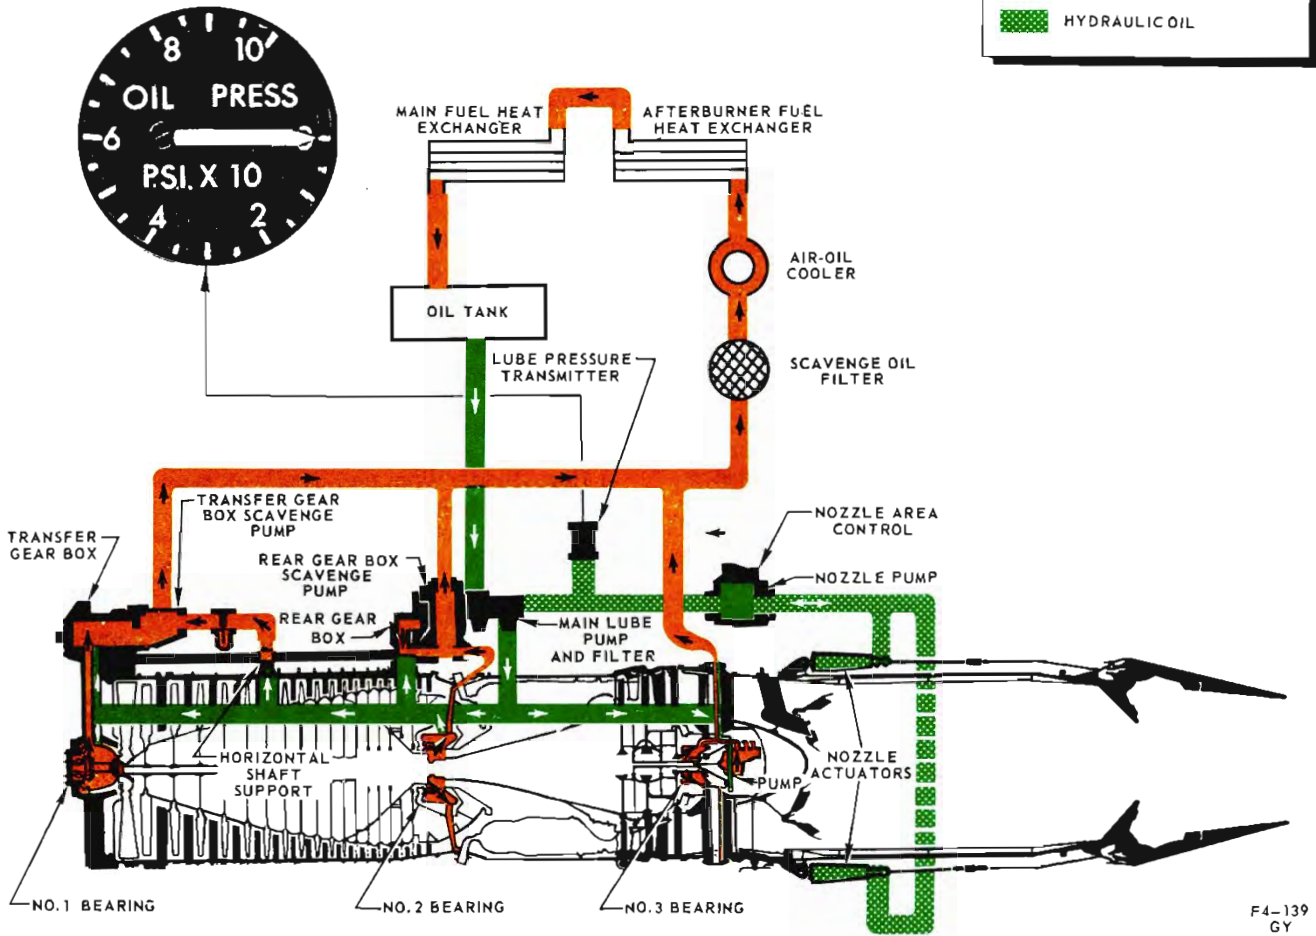 HYDRAULIC OIL
8 10
OIL PRESS
6
P.S.I. X 10
4 2
MAIN FUEL HEAT
EXCHANGER
AFTERBURNER FUEL
HEAT EXCHANGER
AIR-OIL
COOLER
OIL TANK
LUBE PRESSURE
TRANSMITTER
SCAVENGE OIL
FILTER
TRANSFER GEAR
BOX SCAVENGE
PUMP
TRANSFER
GEAR BOX
NOZZLE AREA
CONTROL
REAR GEAR BOX
SCAVENGE
PUMP
NOZZLE PUMP
REAR GEAR
BOX
MAIN LUBE
PUMP
AND FILTER
HORIZONTAL
SHAFT
SUPPORT
NOZZLE
ACTUATORS
PUMP
NO.1 BEARING
NO.2 BEARING
NO.3 BEARING
F4-139
GY